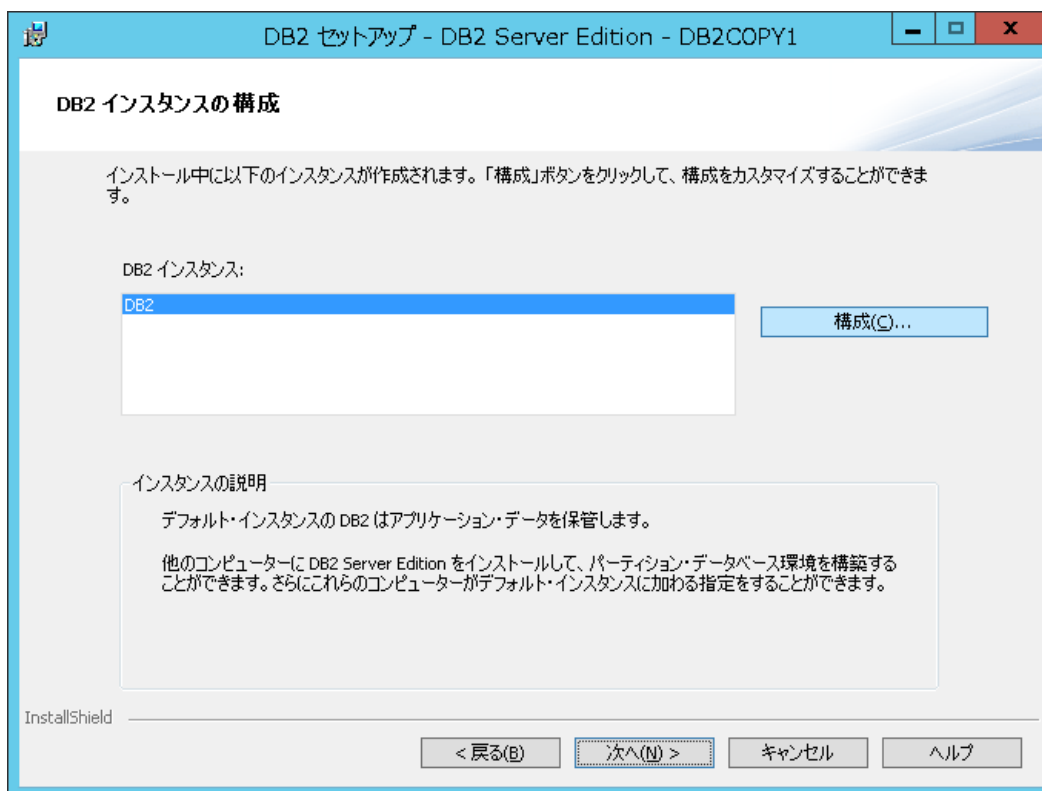 DB2 セットアップ - DB2 Server Edition - DB2COPY1
DB2 インスタンスの構成
インストール中に以下のインスタンスが作成されます。「構成」ボタンをクリックして、構成をカスタマイズすることができま
す。
DB2 インスタンス:
DB2
構成(C)...
インスタンスの説明
デフォルト・インスタンスの DB2 はアプリケーション・データを保管します。
他のコンピューターに DB2 Server Edition をインストールして、パーティション・データベース環境を構築する
ことができます。さらにこれらのコンピューターがデフォルト・インスタンスに加わる指定をすることができます。
InstallShield
< 戻る(B)
次へ(N) >
キャンセル
ヘルプ